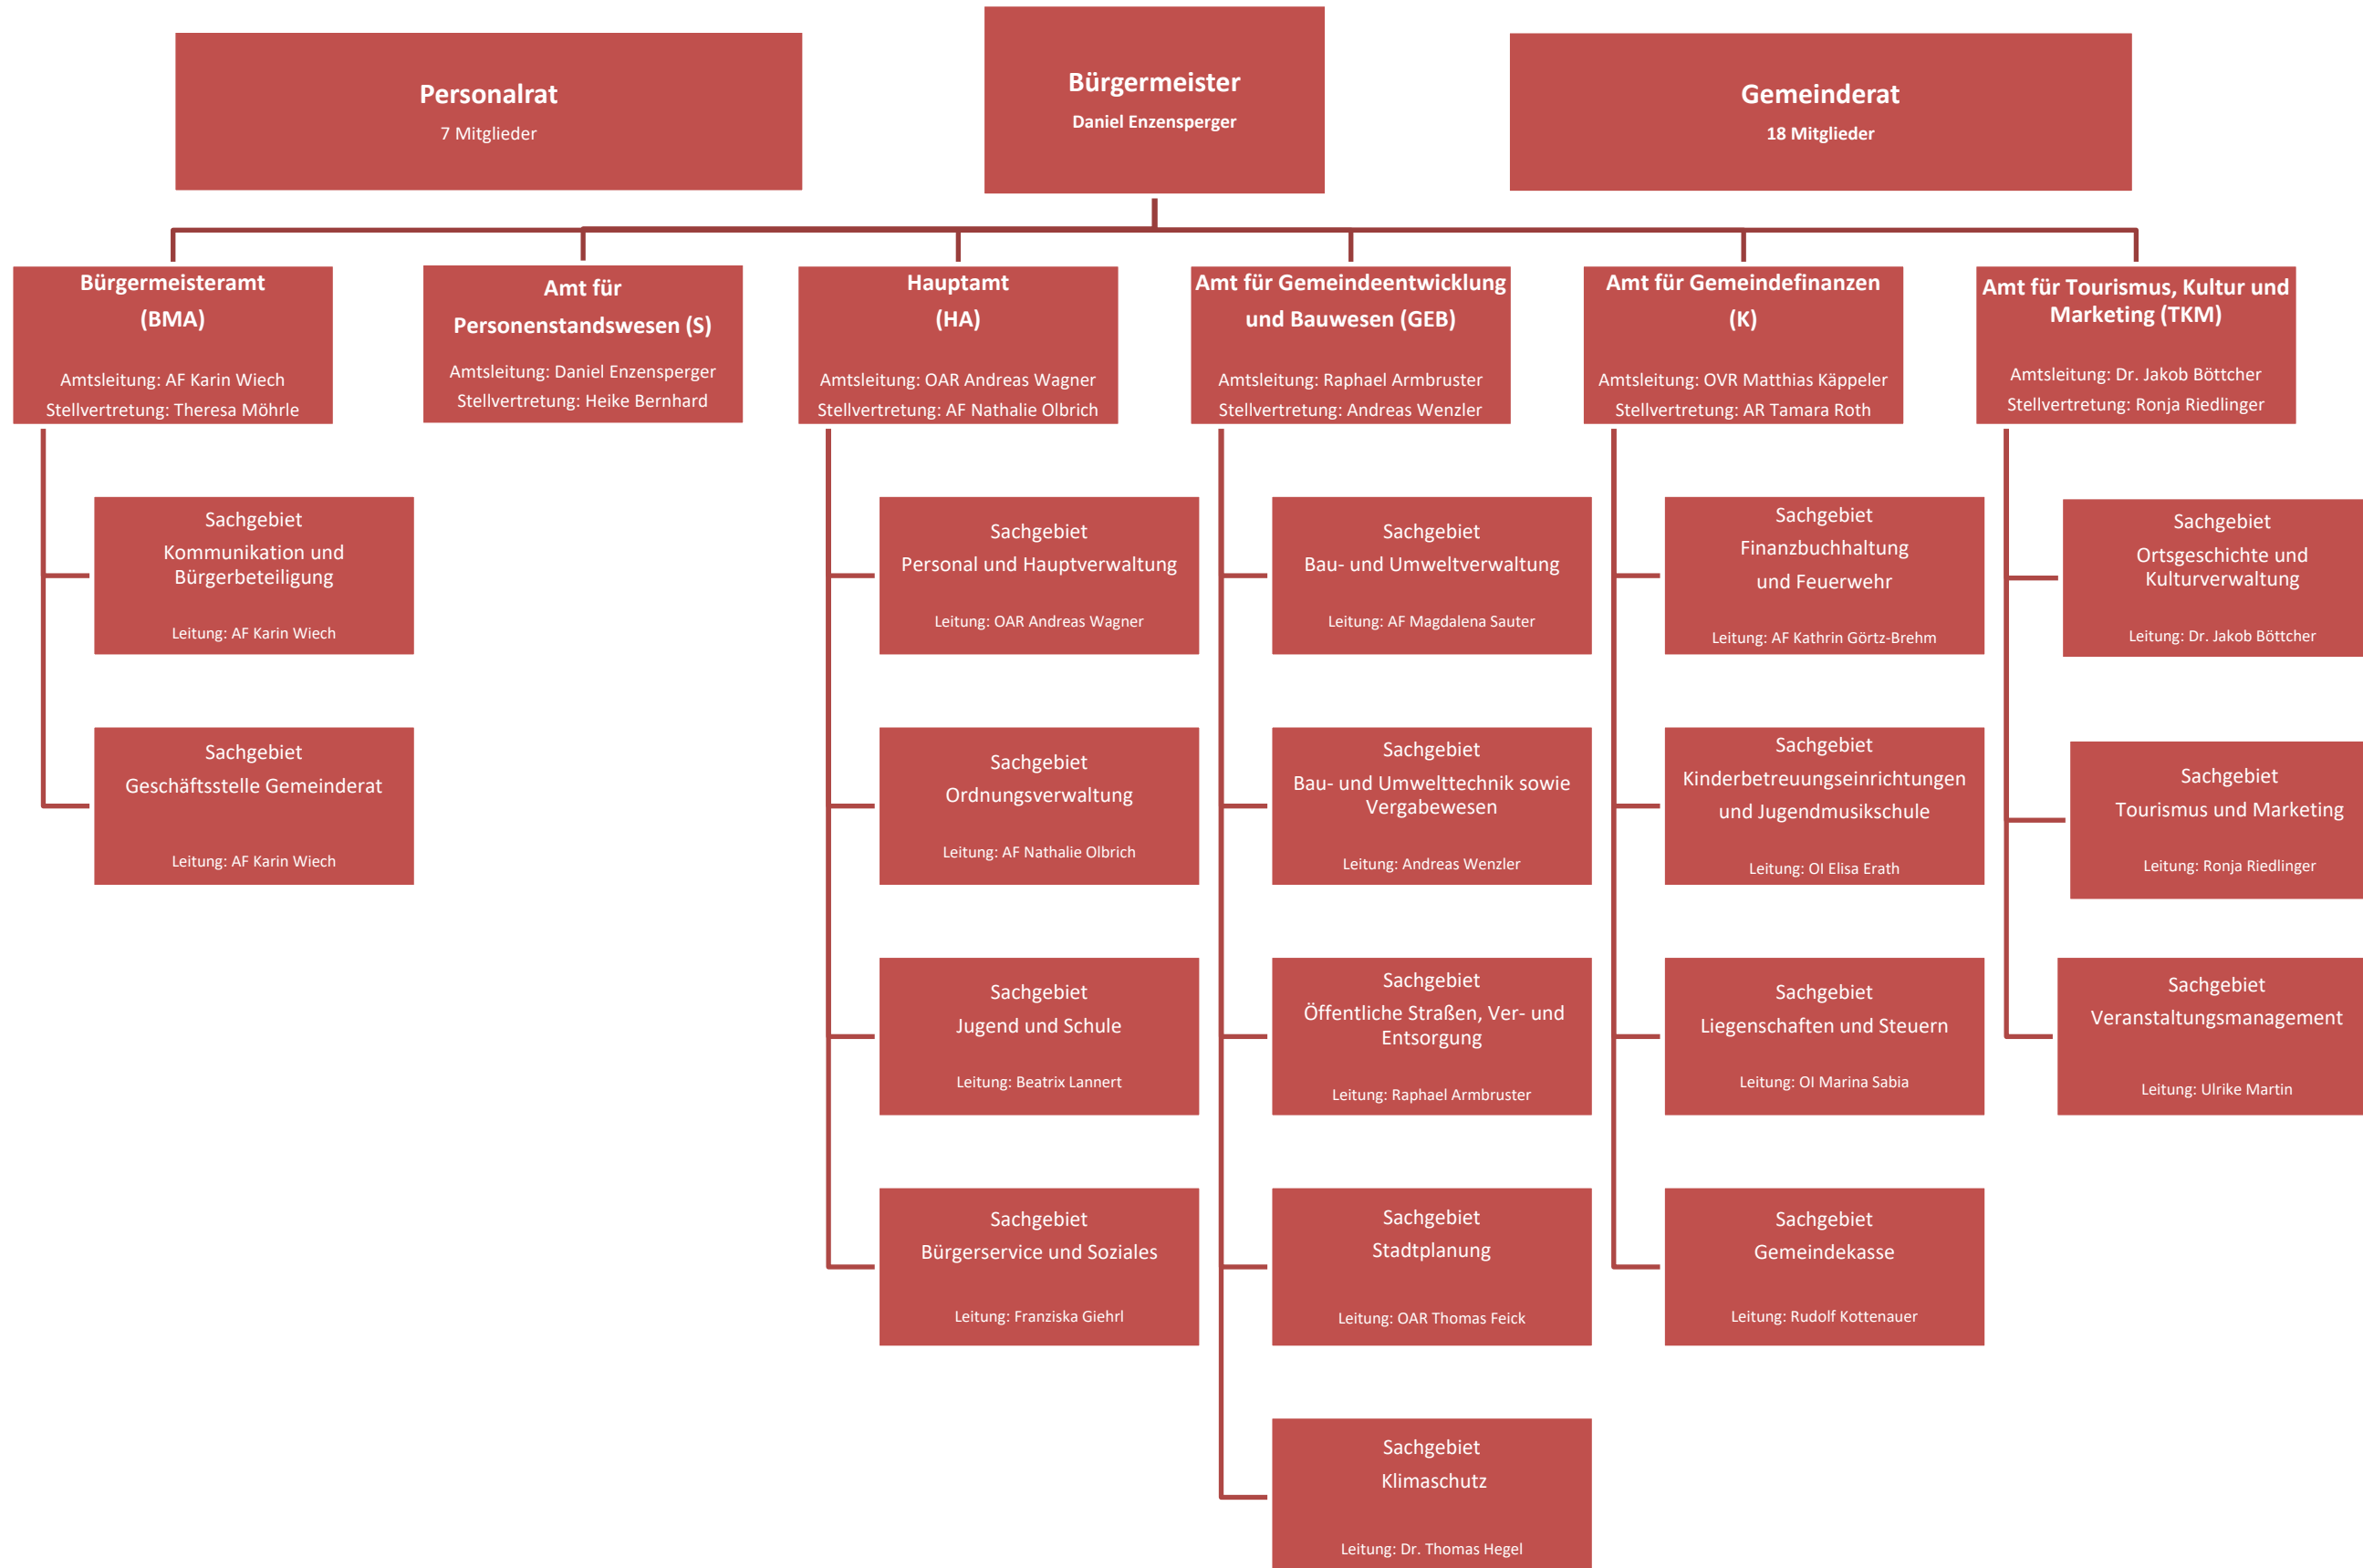 Personalrat
7 Mitglieder
Bürgermeister
Daniel Enzensperger
Gemeinderat
18 Mitglieder
Bürgermeisteramt
(BMA)
Amtsleitung: AF Karin Wiech
Stellvertretung: Theresa Möhrle
Amt für
Personenstandswesen (S)
Amtsleitung: Daniel Enzensperger
Stellvertretung: Heike Bernhard
Hauptamt
(HA)
Amtsleitung: OAR Andreas Wagner
Stellvertretung: AF Nathalie Olbrich
Amt für Gemeindeentwicklung
und Bauwesen (GEB)
Amtsleitung: Raphael Armbruster
Stellvertretung: Andreas Wenzler
Amt für Gemeindefinanzen
(K)
Amtsleitung: OVR Matthias Käppeler
Stellvertretung: AR Tamara Roth
Amt für Tourismus, Kultur und
Marketing (TKM)
Amtsleitung: Dr. Jakob Böttcher
Stellvertretung: Ronja Riedlinger
Sachgebiet
Kommunikation und
Bürgerbeteiligung
Leitung: AF Karin Wiech
Sachgebiet
Geschäftsstelle Gemeinderat
Leitung: AF Karin Wiech
Sachgebiet
Personal und Hauptverwaltung
Leitung: OAR Andreas Wagner
Sachgebiet
Ordnungsverwaltung
Leitung: AF Nathalie Olbrich
Sachgebiet
Jugend und Schule
Leitung: Beatrix Lannert
Sachgebiet
Bürgerservice und Soziales
Leitung: Franziska Giehrl
Sachgebiet
Bau- und Umweltverwaltung
Leitung: AF Magdalena Sauter
Sachgebiet
Bau- und Umwelttechnik sowie
Vergabewesen
Leitung: Andreas Wenzler
Sachgebiet
Öffentliche Straßen, Ver- und
Entsorgung
Leitung: Raphael Armbruster
Sachgebiet
Stadtplanung
Leitung: OAR Thomas Feick
Sachgebiet
Klimaschutz
Leitung: Dr. Thomas Hegel
Sachgebiet
Finanzbuchhaltung
und Feuerwehr
Leitung: AF Kathrin Görtz-Brehm
Sachgebiet
Kinderbetreuungseinrichtungen
und Jugendmusikschule
Leitung: OI Elisa Erath
Sachgebiet
Liegenschaften und Steuern
Leitung: OI Marina Sabia
Sachgebiet
Gemeindekasse
Leitung: Rudolf Kottenauer
Sachgebiet
Ortsgeschichte und
Kulturverwaltung
Leitung: Dr. Jakob Böttcher
Sachgebiet
Tourismus und Marketing
Leitung: Ronja Riedlinger
Sachgebiet
Veranstaltungsmanagement
Leitung: Ulrike Martin